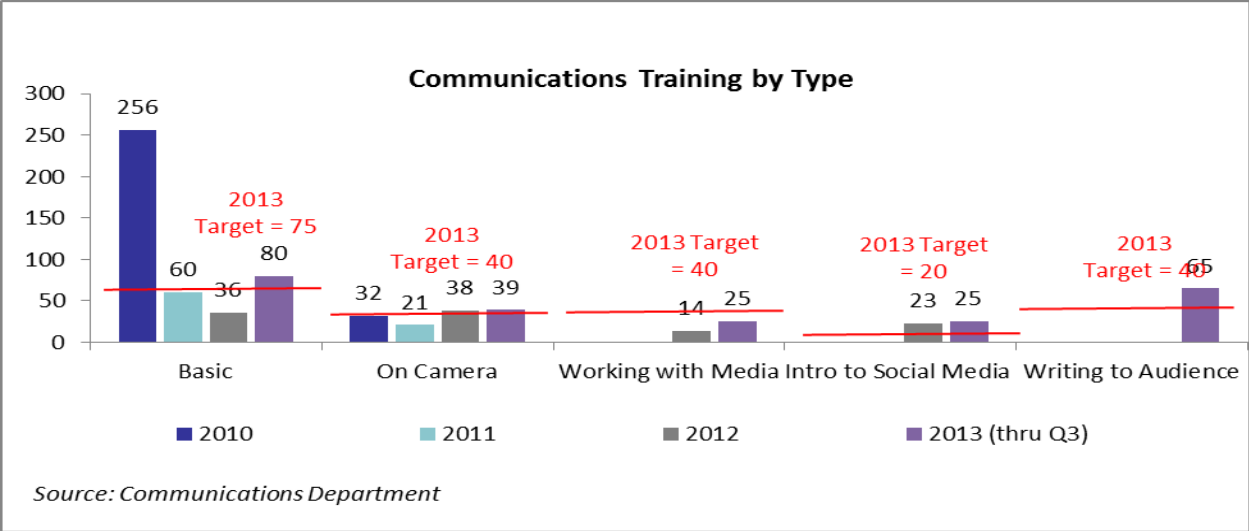 Communications Training by Type
300
250
200
150
100
50
0
256
60
36
80
2013
Target = 75
32
21
38
39
2013
Target = 40
14
25
2013 Target
= 40
23
25
2013 Target
= 20
65
2013
Target = 40
Basic
On Camera
Working with Media
Intro to Social Media
Writing to Audience
2010
2011
2012
2013 (thru Q3)
Source: Communications Department